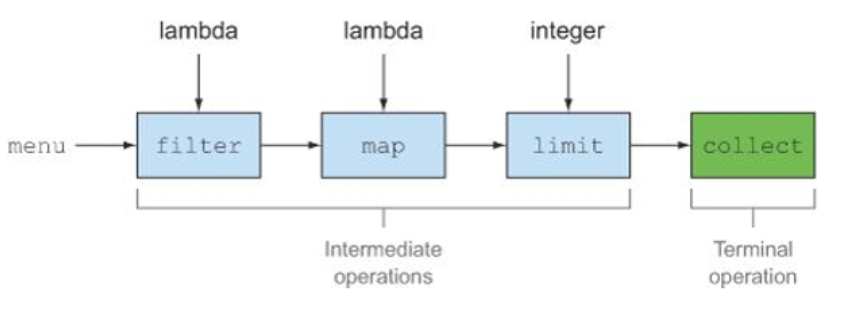 lambda lambda integer
menu filter map limit collect
Intermediate Terminal
operations operation